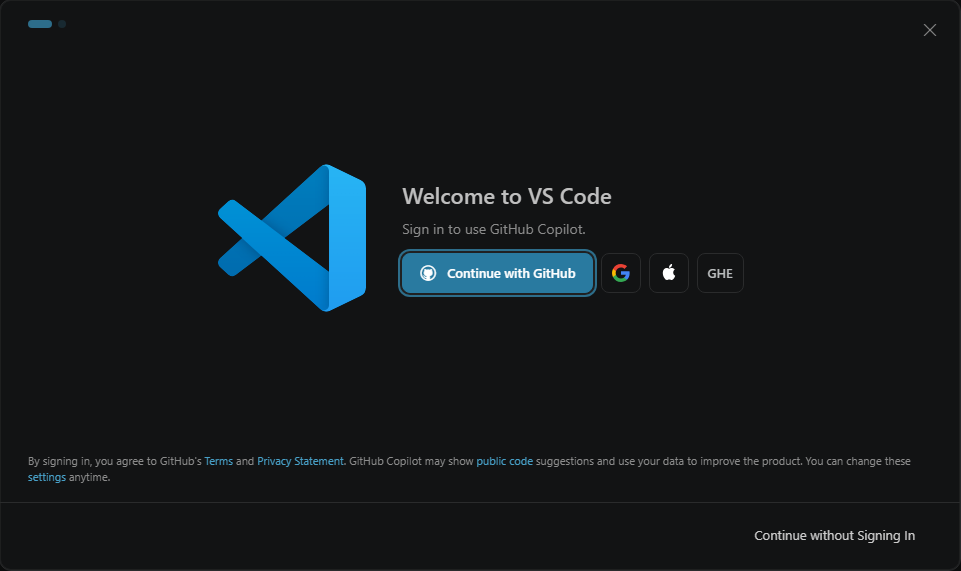 Welcome to VS Code
Sign in to use GitHub Copilot.
Continue with GitHub
GHE
By signing in, you agree to GitHub's Terms and Privacy Statement. GitHub Copilot may show public code suggestions and use your data to improve the product. You can change these
settings anytime.
Continue without Signing In